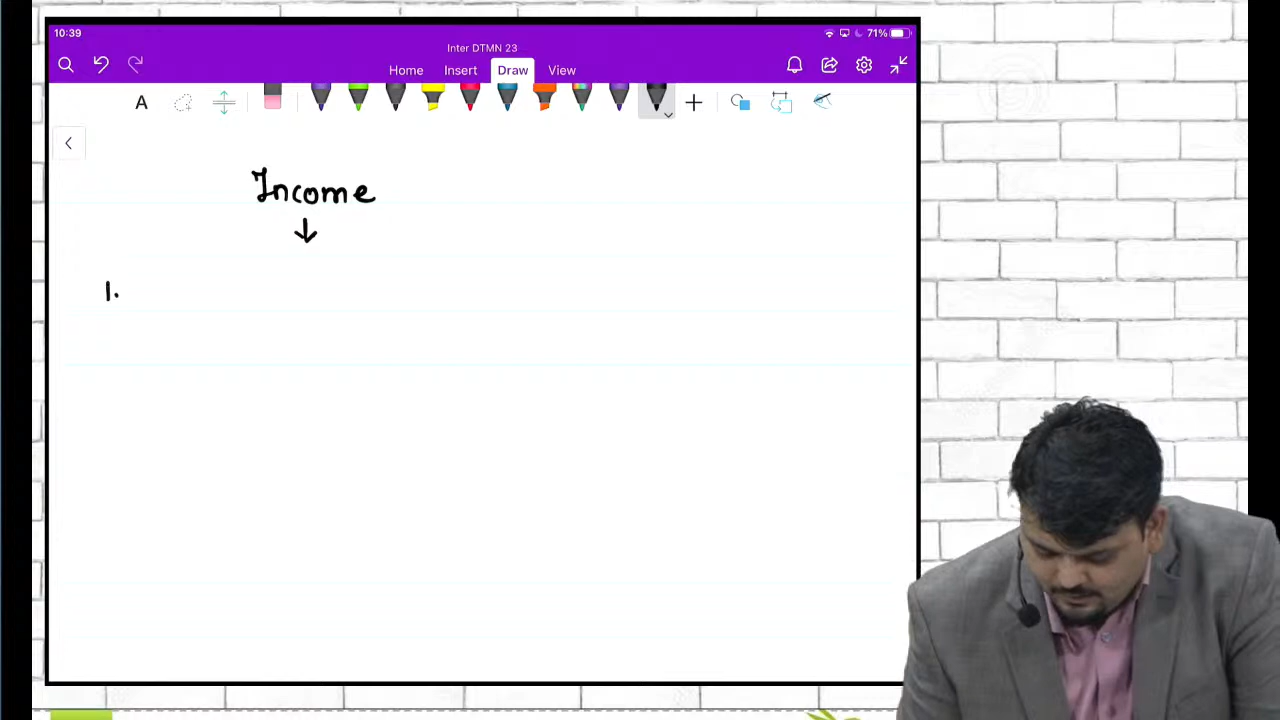 10:39
71%
Inter DTMN 23
Home Insert Draw View
A
Income
↓
1.